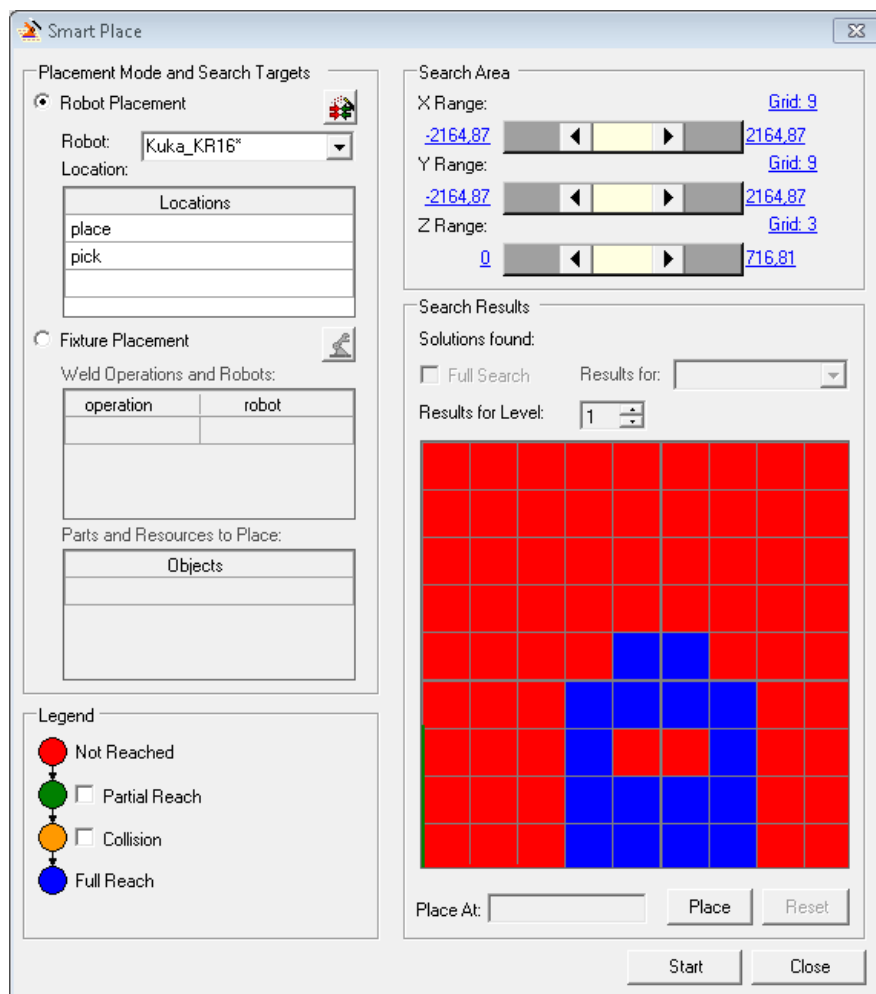 Smart Place
Placement Mode and Search Targets
Robot Placement
Robot: Kuka_KR16*
Location:
Locations
place
pick
Fixture Placement
Weld Operations and Robots:
operation robot
Parts and Resources to Place:
Objects
Legend
Not Reached
Partial Reach
Collision
Full Reach
Search Area
X Range: Grid: 9
-2164,87 2164,87
Y Range: Grid: 9
-2164,87 2164,87
Z Range: Grid: 3
0 716,81
Search Results
Solutions found:
Full Search Results for:
Results for Level: 1
Place At: Place Reset
Start Close